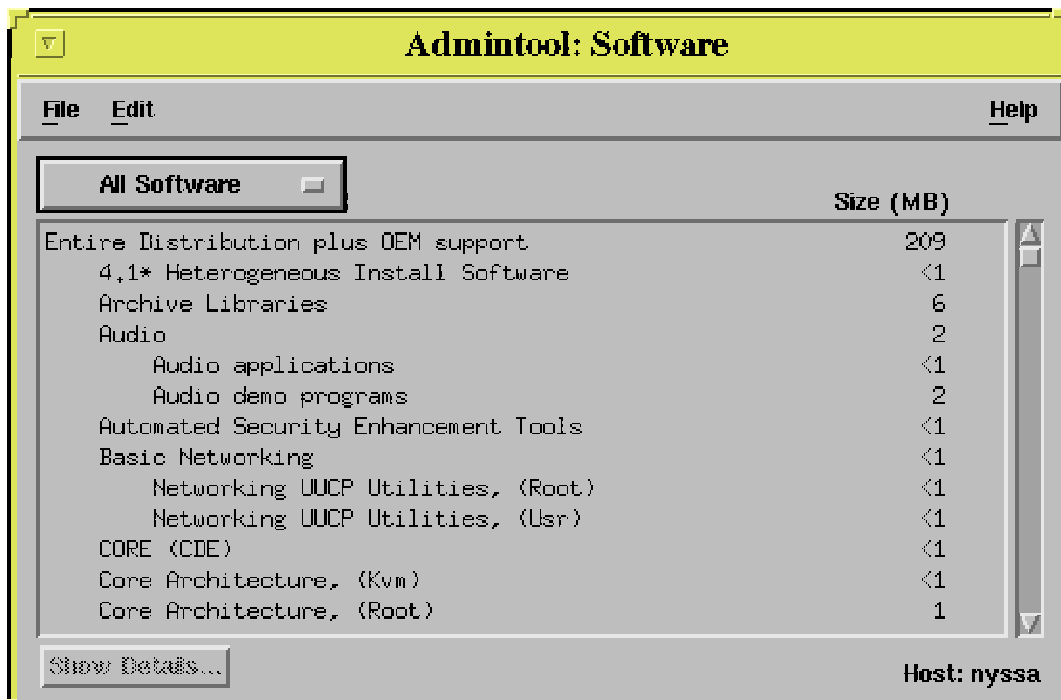 Admintool: Software
File Edit Help
All Software
Size (MB)
Entire Distribution plus OEM support 209
4.1* Heterogeneous Install Software <1
Archive Libraries 6
Audio 2
Audio applications <1
Audio demo programs 2
Automated Security Enhancement Tools <1
Basic Networking <1
Networking UUCP Utilities, (Root) <1
Networking UUCP Utilities, (Usr) <1
CORE (CDE) <1
Core Architecture, (Kvm) <1
Core Architecture, (Root) 1
Show Details...
Host: nyssa